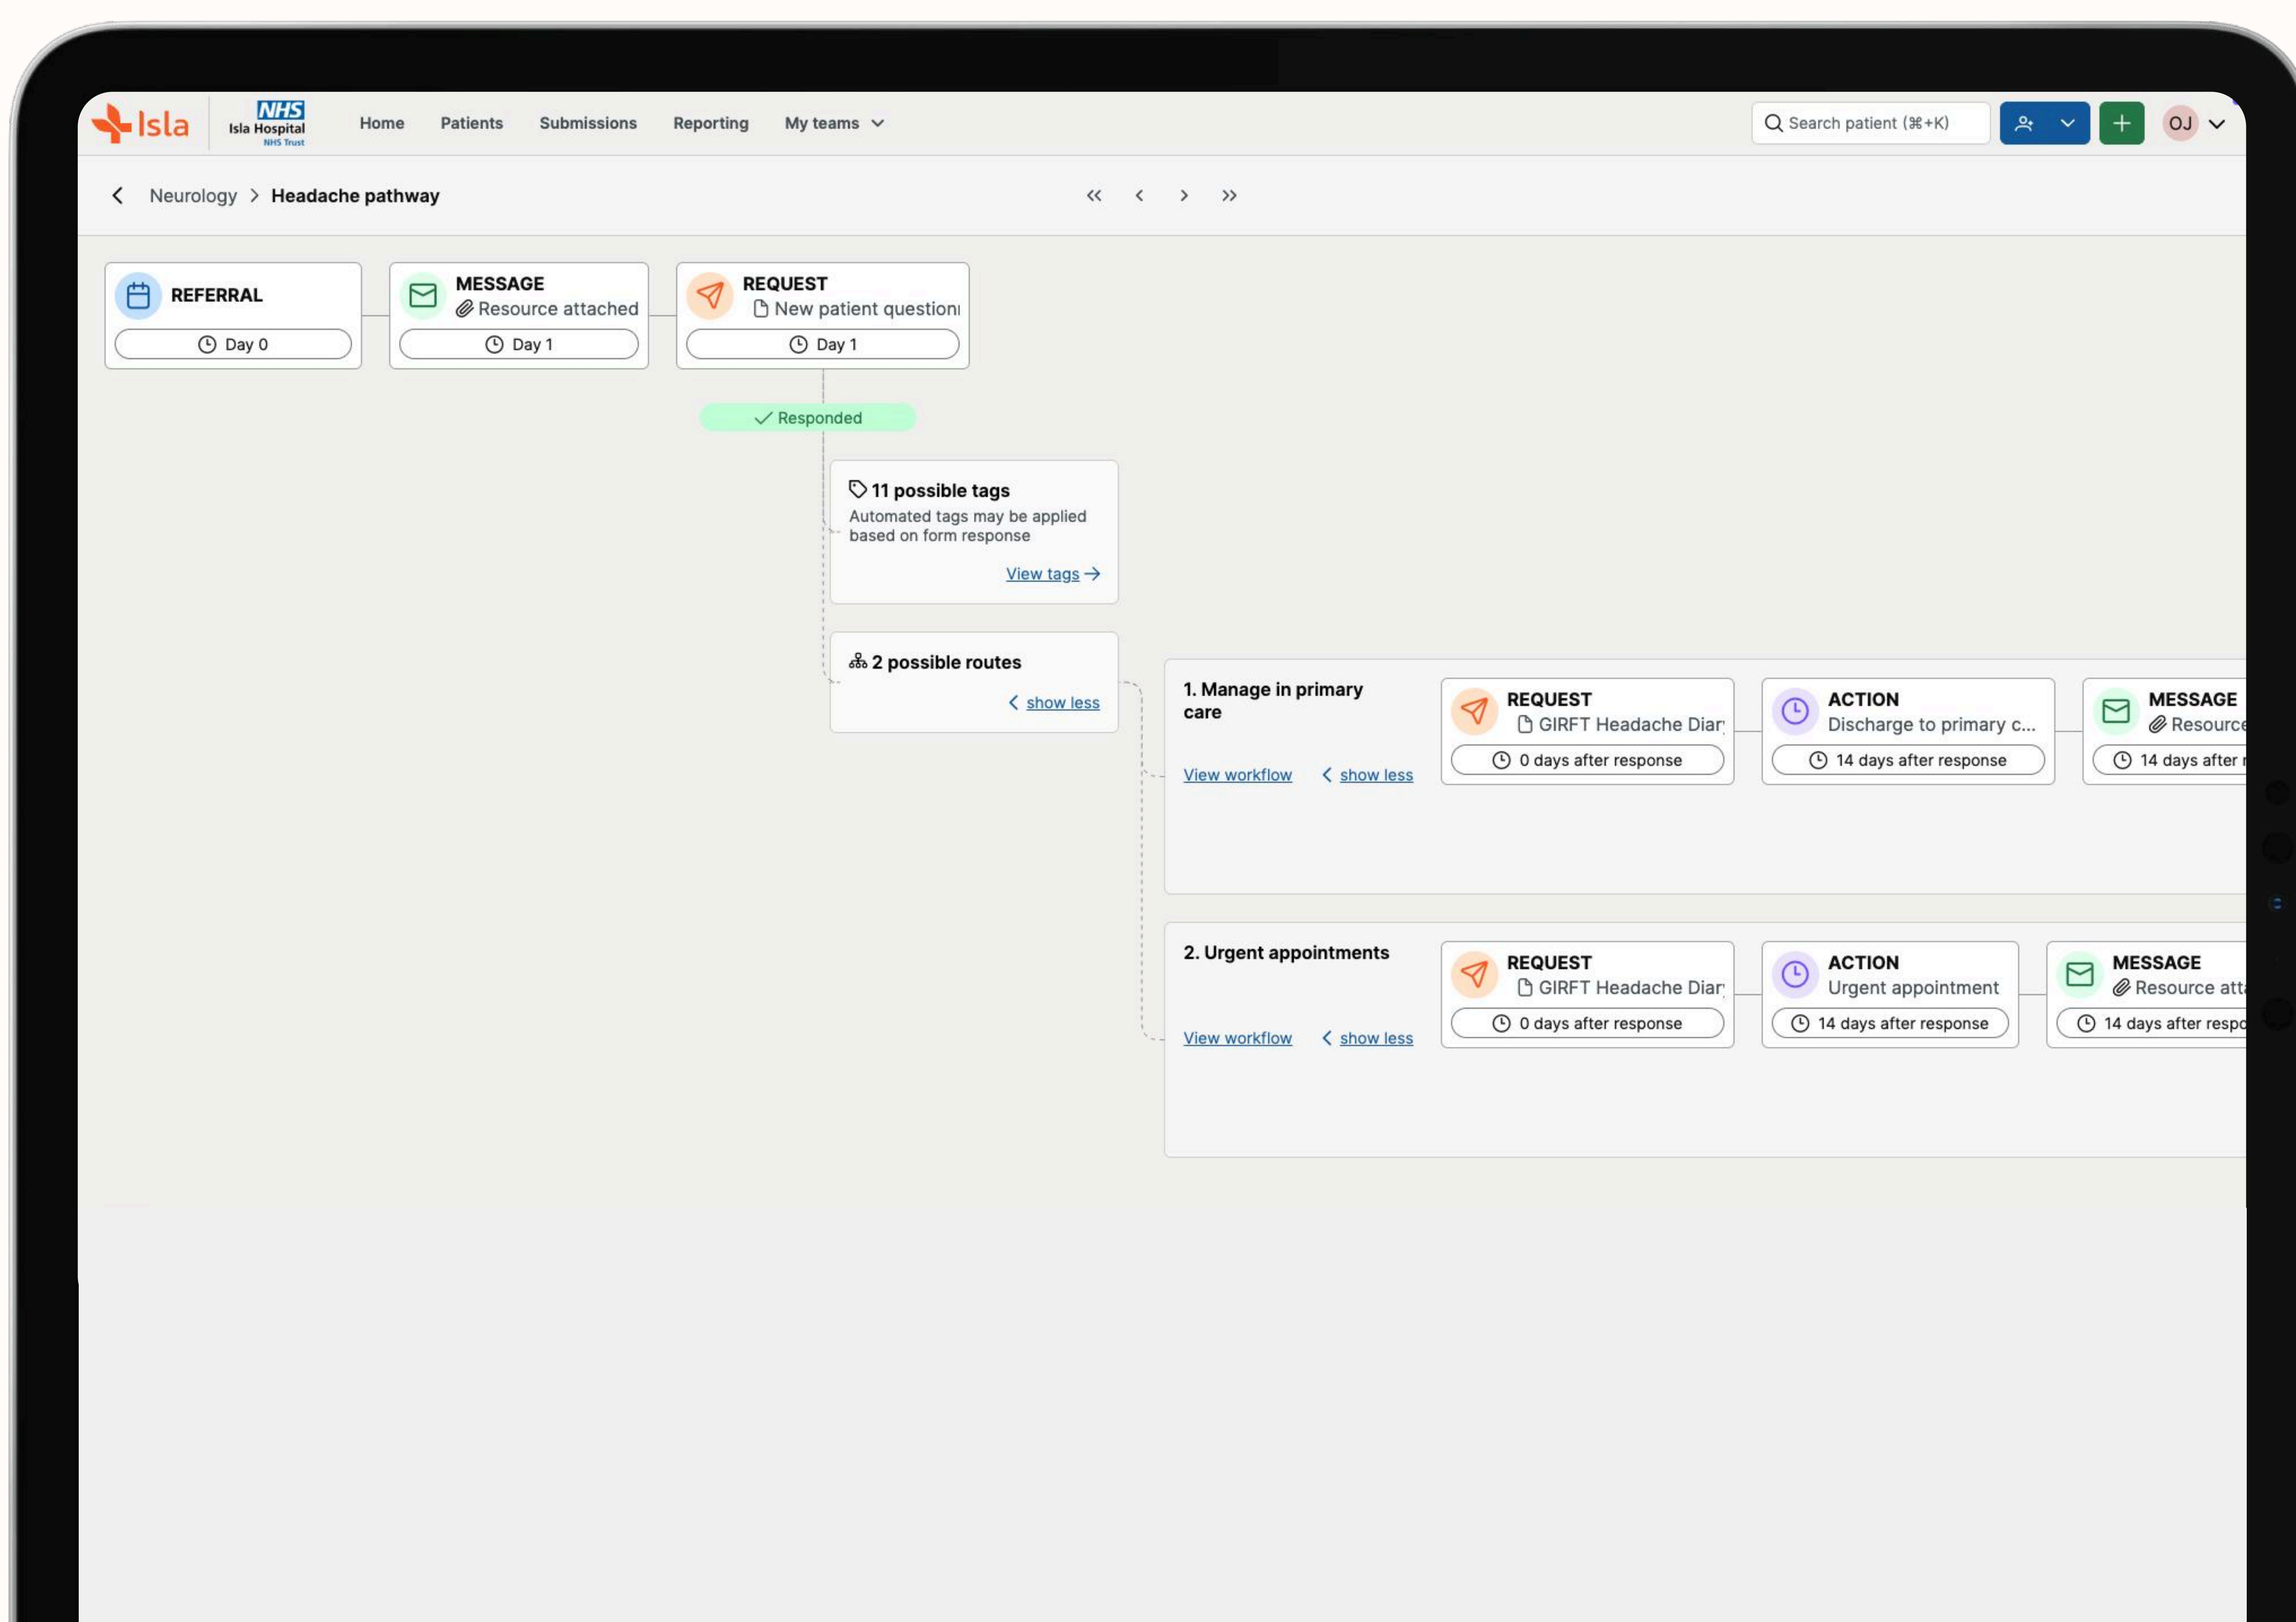 Isla
NHS
Isla Hospital
NHS Trust
Home Patients Submissions Reporting My teams
Search patient (⌘+K)
OJ
Neurology > Headache pathway
REFERRAL
Day 0
MESSAGE
Resource attached
Day 1
REQUEST
New patient
Day 1
Responded
11 possible tags
Automated tags may be applied
based on form response
View tags
2 possible routes
show less
1. Manage in primary
care
View workflow show less
REQUEST
GIRFT Headache
0 days after response
ACTION
Discharge to primary c...
14 days after response
MESSAGE
Resource
14 days after
2. Urgent appointments
View workflow show less
REQUEST
GIRFT Headache
0 days after response
ACTION
Urgent appointment
14 days after response
MESSAGE
Resource
14 days after